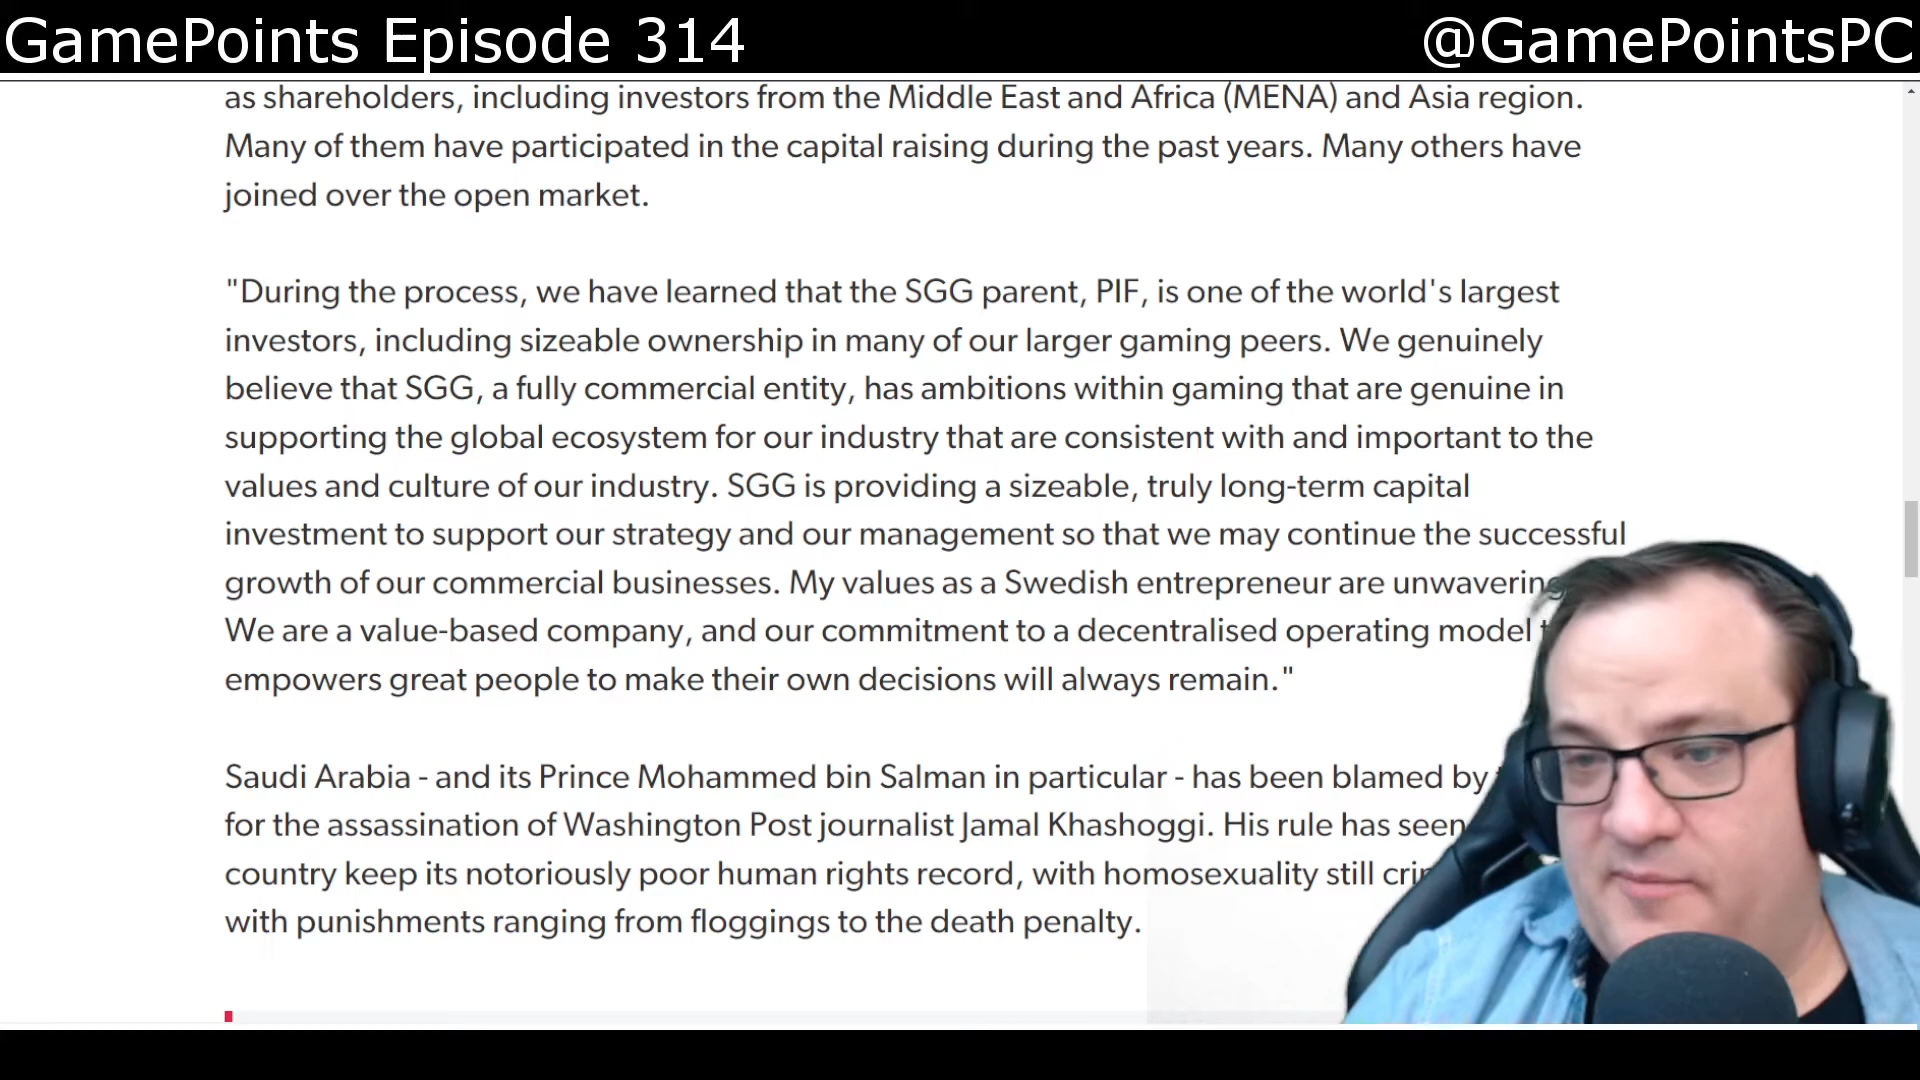 GamePoints Episode 314
@GamePointsPC
as shareholders, including investors from the Middle East and Africa (MENA) and Asia region.
Many of them have participated in the capital raising during the past years. Many others have
joined over the open market.
"During the process, we have learned that the SGG parent, PIF, is one of the world's largest
investors, including sizeable ownership in many of our larger gaming peers. We genuinely
believe that SGG, a fully commercial entity, has ambitions within gaming that are genuine in
supporting the global ecosystem for our industry that are consistent with and important to the
values and culture of our industry. SGG is providing a sizeable, truly long-term capital
investment to support our strategy and our management so that we may continue the successful
growth of our commercial businesses. My values as a Swedish entrepreneur are unwavering
We are a value-based company, and our commitment to a decentralised operating model
empowers great people to make their own decisions will always remain."
Saudi Arabia - and its Prince Mohammed bin Salman in particular - has been blamed by
for the assassination of Washington Post journalist Jamal Khashoggi. His rule has seen
country keep its notoriously poor human rights record, with homosexuality still
with punishments ranging from floggings to the death penalty.